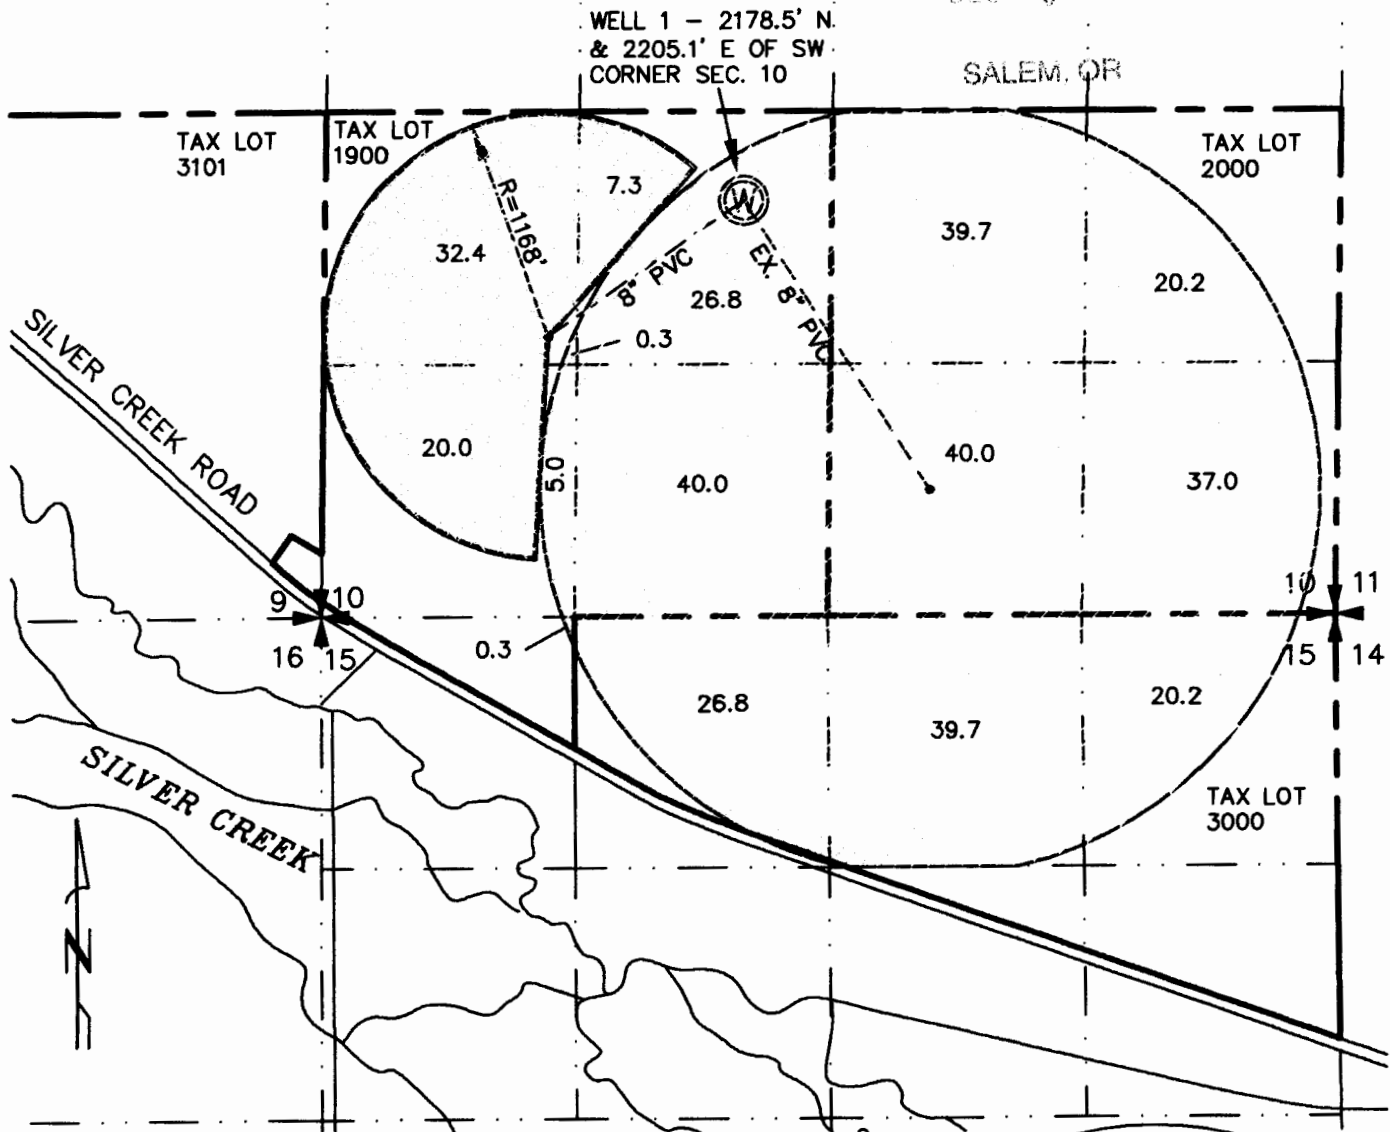 WELL 1 - 2178.5' N.
& 2205.1' E OF SW
CORNER SEC. 10
SALEM, OR
TAX LOT
3101
TAX LOT
1900
TAX LOT
2000
7.3
R=1168'
32.4
39.7
20.2
8" PVC
EX. 8" PVC
26.8
0.3
SILVER CREEK ROAD
20.0
5.0
40.0
40.0
37.0
9
10
10
11
16
15
15
14
0.3
26.8
39.7
20.2
SILVER CREEK
TAX LOT
3000
N
W